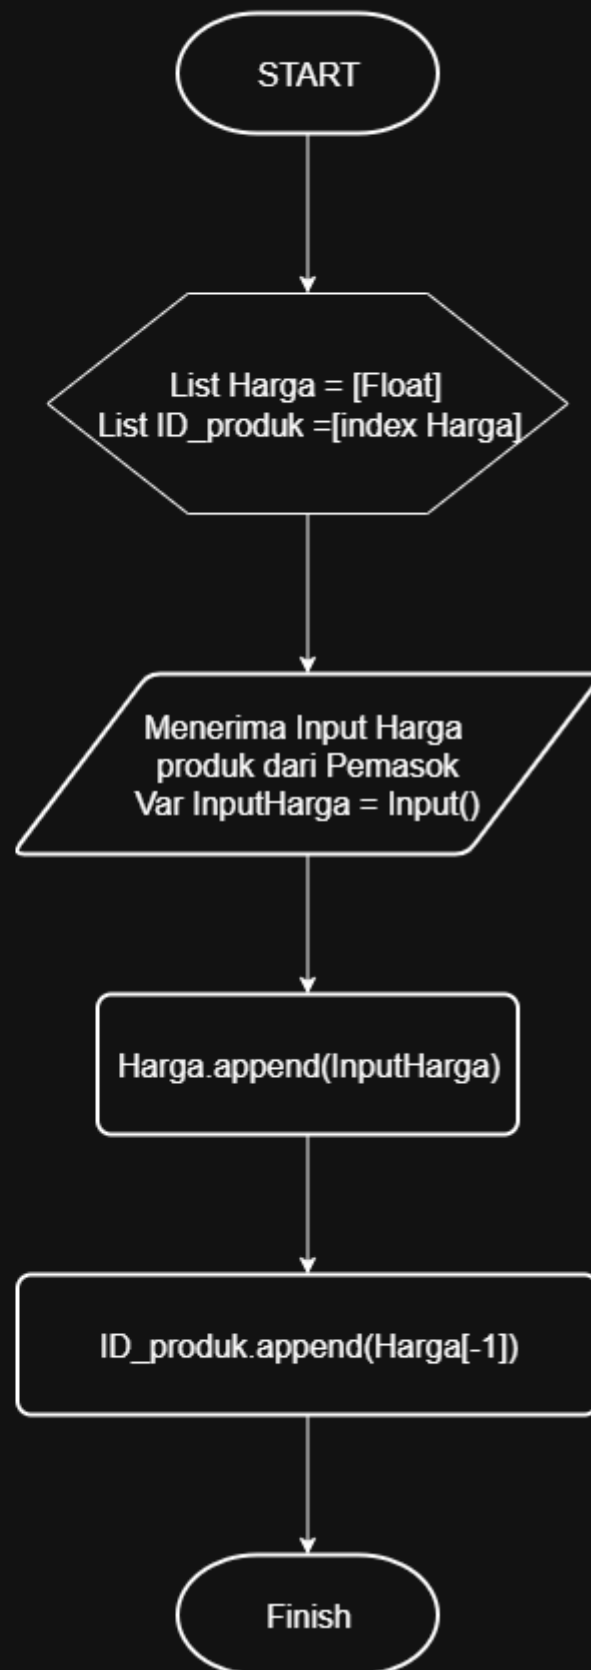 START
List Harga = [Float]
List ID_produk =[index Harga]
Menerima Input Harga
produk dari Pemasok
Var InputHarga = Input()
Harga.append(InputHarga)
ID_produk.append(Harga[-1])
Finish